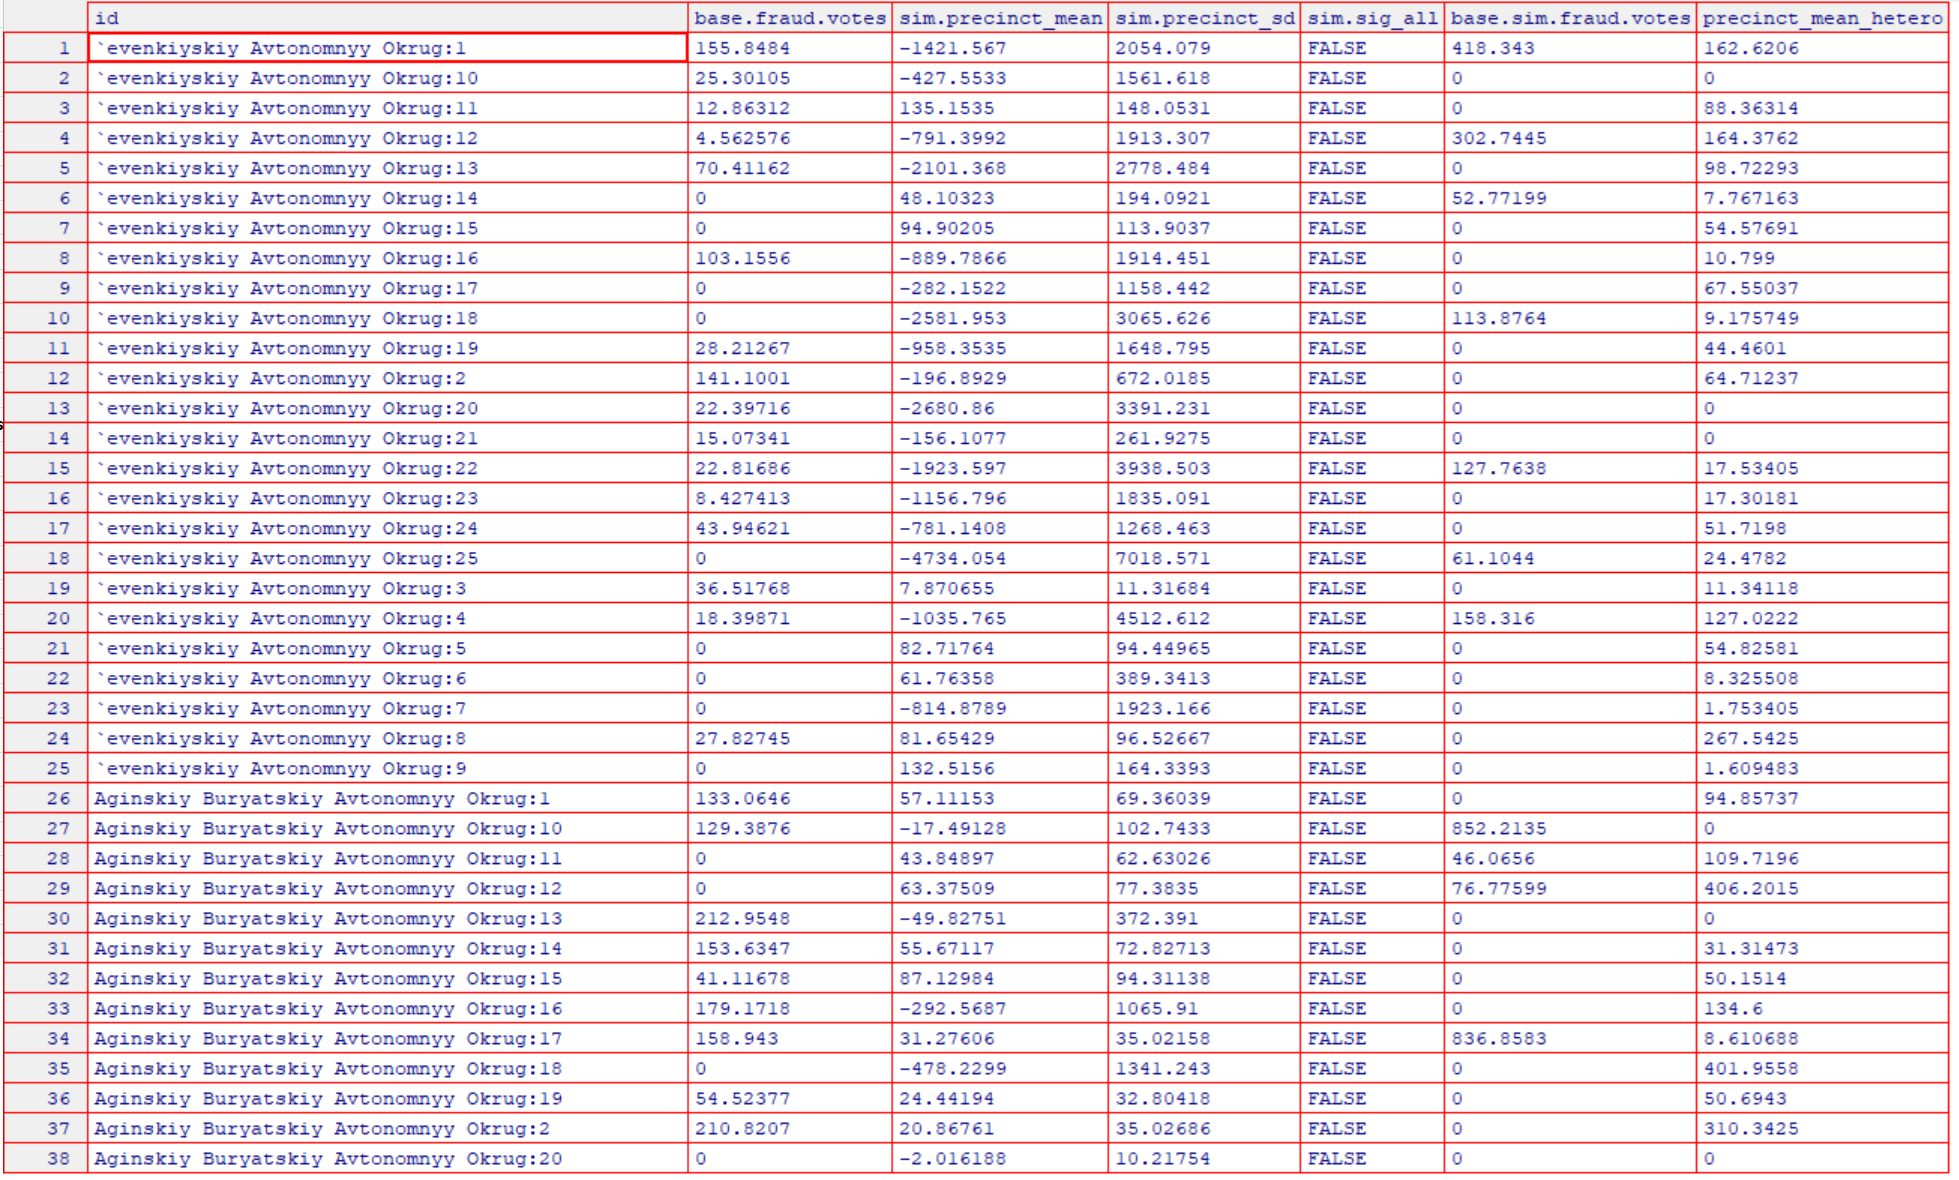 id base.fraud.votes sim.precinct_mean sim.precinct_sd sim.sig_all base.sim.fraud.votes precinct_mean_hetero
1 `evenkiyskiy Avtonomnyy Okrug:1 155.8484 -1421.567 2054.079 FALSE 418.343 162.6206
2 `evenkiyskiy Avtonomnyy Okrug:10 25.30105 -427.5533 1561.618 FALSE 0 0
3 `evenkiyskiy Avtonomnyy Okrug:11 12.86312 135.1535 148.0531 FALSE 0 88.36314
4 `evenkiyskiy Avtonomnyy Okrug:12 4.562576 -791.3992 1913.307 FALSE 302.7445 164.3762
5 `evenkiyskiy Avtonomnyy Okrug:13 70.41162 -2101.368 2778.484 FALSE 0 98.72293
6 `evenkiyskiy Avtonomnyy Okrug:14 0 48.10323 194.0921 FALSE 52.77199 7.767163
7 `evenkiyskiy Avtonomnyy Okrug:15 0 94.90205 113.9037 FALSE 0 54.57691
8 `evenkiyskiy Avtonomnyy Okrug:16 103.1556 -889.7866 1914.451 FALSE 0 10.799
9 `evenkiyskiy Avtonomnyy Okrug:17 0 -282.1522 1158.442 FALSE 0 67.55037
10 `evenkiyskiy Avtonomnyy Okrug:18 0 -2581.953 3065.626 FALSE 113.8764 9.175749
11 `evenkiyskiy Avtonomnyy Okrug:19 28.21267 -958.3535 1648.795 FALSE 0 44.4601
12 `evenkiyskiy Avtonomnyy Okrug:2 141.1001 -196.8929 672.0185 FALSE 0 64.71237
13 `evenkiyskiy Avtonomnyy Okrug:20 22.39716 -2680.86 3391.231 FALSE 0 0
14 `evenkiyskiy Avtonomnyy Okrug:21 15.07341 -156.1077 261.9275 FALSE 0 0
15 `evenkiyskiy Avtonomnyy Okrug:22 22.81686 -1923.597 3938.503 FALSE 127.7638 17.53405
16 `evenkiyskiy Avtonomnyy Okrug:23 8.427413 -1156.796 1835.091 FALSE 0 17.30181
17 `evenkiyskiy Avtonomnyy Okrug:24 43.94621 -781.1408 1268.463 FALSE 0 51.7198
18 `evenkiyskiy Avtonomnyy Okrug:25 0 -4734.054 7018.571 FALSE 61.1044 24.4782
19 `evenkiyskiy Avtonomnyy Okrug:3 36.51768 7.870655 11.31684 FALSE 0 11.34118
20 `evenkiyskiy Avtonomnyy Okrug:4 18.39871 -1035.765 4512.612 FALSE 158.316 127.0222
21 `evenkiyskiy Avtonomnyy Okrug:5 0 82.71764 94.44965 FALSE 0 54.82581
22 `evenkiyskiy Avtonomnyy Okrug:6 0 61.76358 389.3413 FALSE 0 8.325508
23 `evenkiyskiy Avtonomnyy Okrug:7 0 -814.8789 1923.166 FALSE 0 1.753405
24 `evenkiyskiy Avtonomnyy Okrug:8 27.82745 81.65429 96.52667 FALSE 0 267.5425
25 `evenkiyskiy Avtonomnyy Okrug:9 0 132.5156 164.3393 FALSE 0 1.609483
26 Aginskiy Buryatskiy Avtonomnyy Okrug:1 133.0646 57.11153 69.36039 FALSE 0 94.85737
27 Aginskiy Buryatskiy Avtonomnyy Okrug:10 129.3876 -17.49128 102.7433 FALSE 852.2135 0
28 Aginskiy Buryatskiy Avtonomnyy Okrug:11 0 43.84897 62.63026 FALSE 46.0656 109.7196
29 Aginskiy Buryatskiy Avtonomnyy Okrug:12 0 63.37509 77.3835 FALSE 76.77599 406.2015
30 Aginskiy Buryatskiy Avtonomnyy Okrug:13 212.9548 -49.82751 372.391 FALSE 0 0
31 Aginskiy Buryatskiy Avtonomnyy Okrug:14 153.6347 55.67117 72.82713 FALSE 0 31.31473
32 Aginskiy Buryatskiy Avtonomnyy Okrug:15 41.11678 87.12984 94.31138 FALSE 0 50.1514
33 Aginskiy Buryatskiy Avtonomnyy Okrug:16 179.1718 -292.5687 1065.91 FALSE 0 134.6
34 Aginskiy Buryatskiy Avtonomnyy Okrug:17 158.943 31.27606 35.02158 FALSE 836.8583 8.610688
35 Aginskiy Buryatskiy Avtonomnyy Okrug:18 0 -478.2299 1341.243 FALSE 0 401.9558
36 Aginskiy Buryatskiy Avtonomnyy Okrug:19 54.52377 24.44194 32.80418 FALSE 0 50.6943
37 Aginskiy Buryatskiy Avtonomnyy Okrug:2 210.8207 20.86761 35.02686 FALSE 0 310.3425
38 Aginskiy Buryatskiy Avtonomnyy Okrug:20 0 -2.016188 10.21754 FALSE 0 0